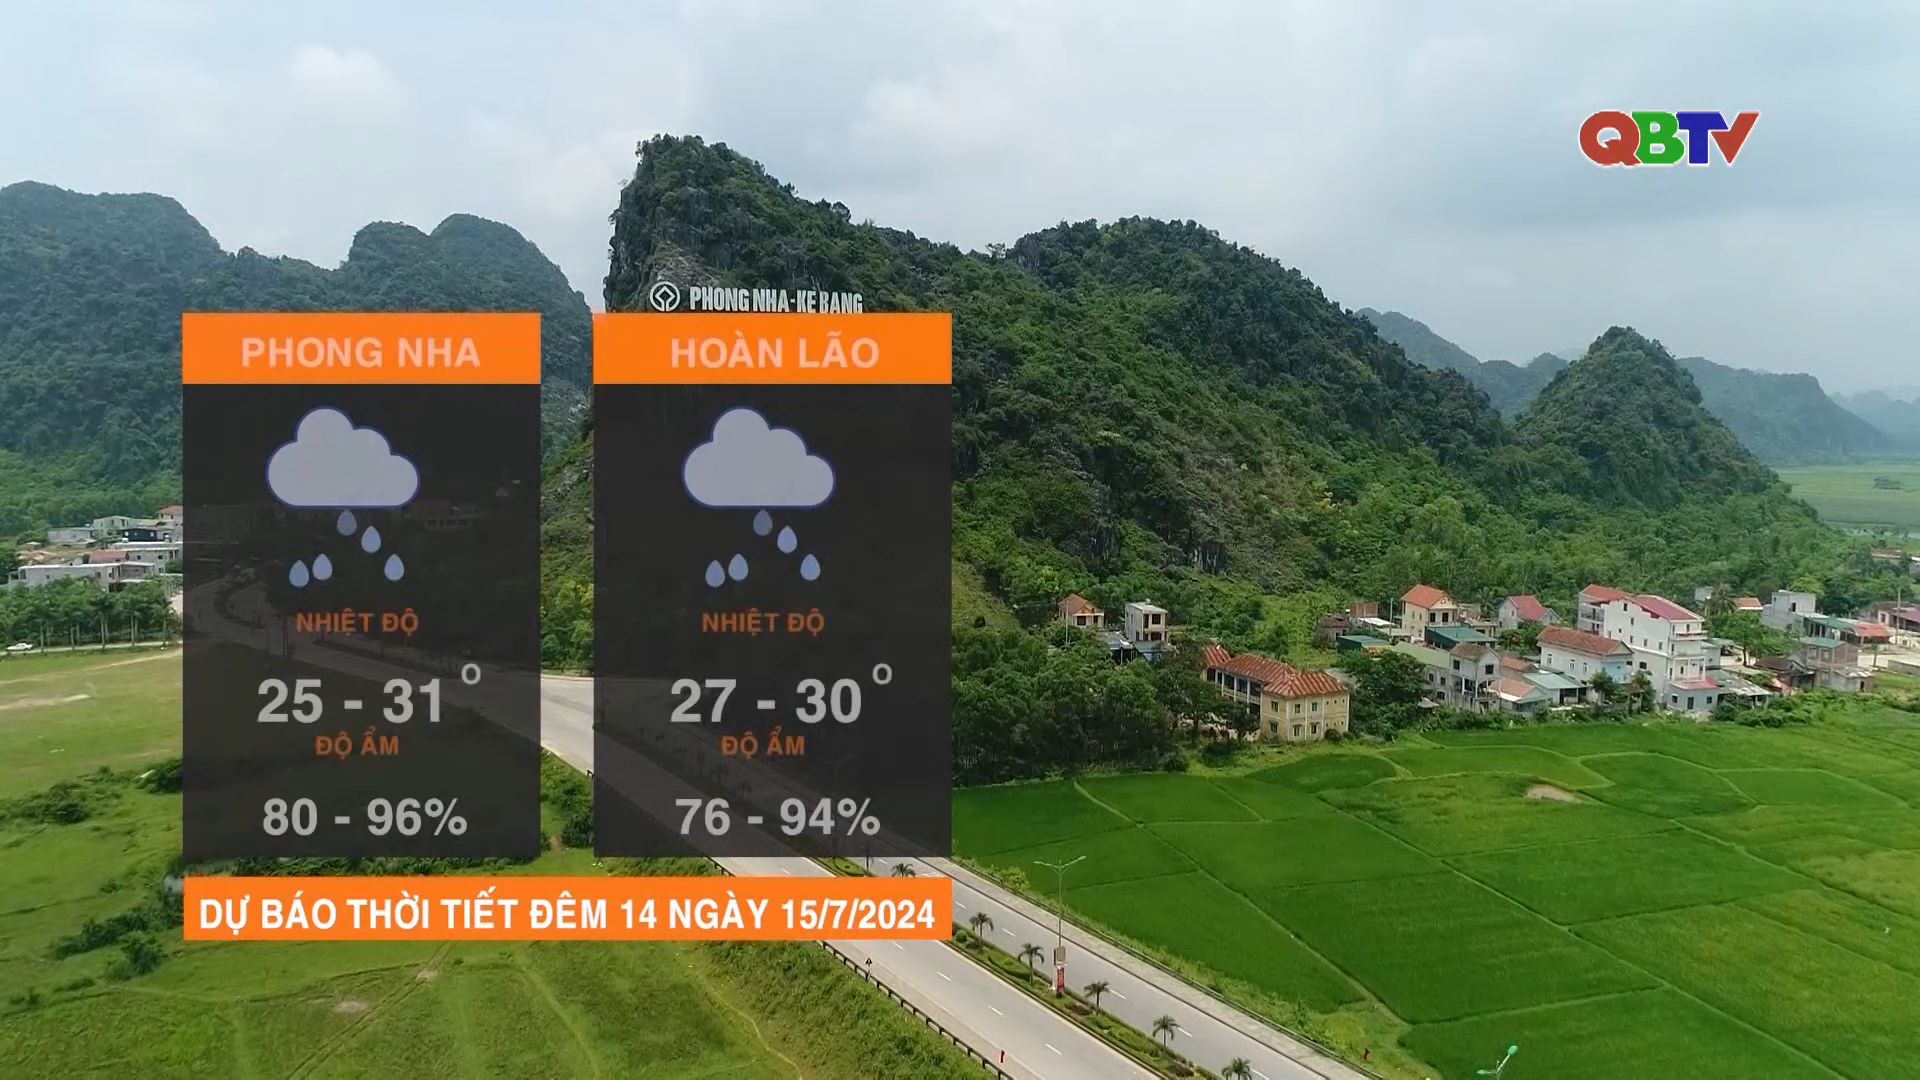 QBTV
PHONG NHA-KE BANG
PHONG NHA
NHIỆT ĐỘ
25 - 31°
ĐỘ ẨM
80 - 96%
HOÀN LÃO
NHIỆT ĐỘ
27 - 30°
ĐỘ ẨM
76 - 94%
DỰ BÁO THỜI TIẾT ĐÊM 14 NGÀY 15/7/2024